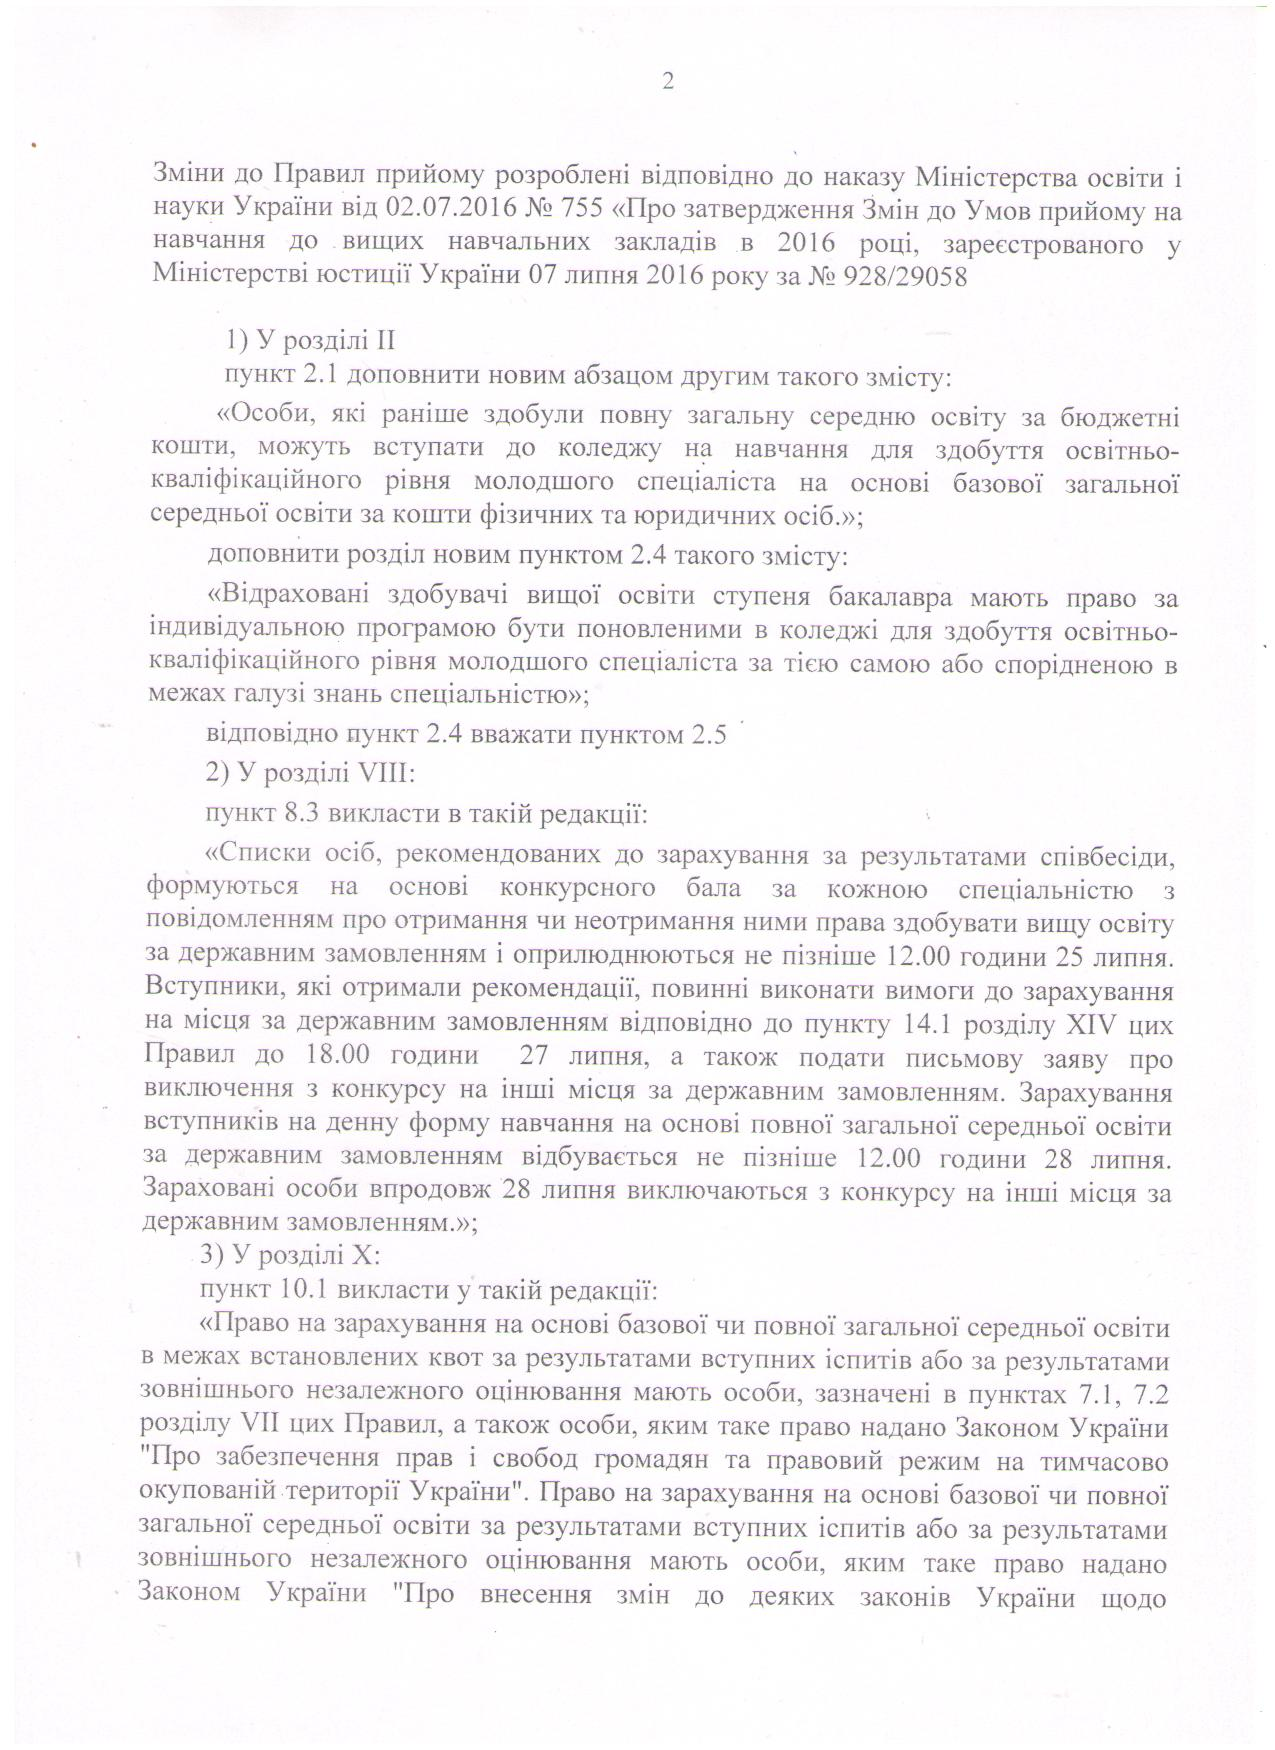 2
Зміни до Правил прийому розроблені відповідно до наказу Міністерства освіти і
науки України від 02.07.2016 № 755 «Про затвердження Змін до Умов прийому на
навчання до вищих навчальних закладів в 2016 році, зареєстрованого у
Міністерстві юстиції України 07 липня 2016 року за № 928/29058
1) У розділі ІІ
пункт 2.1 доповнити новим абзацом другим такого змісту:
«Особи, які раніше здобули повну загальну середню освіту за бюджетні
кошти, можуть вступати до коледжу на навчання для здобуття освітньо-
кваліфікаційного рівня молодшого спеціаліста на основі базової загальної
середньої освіти за кошти фізичних та юридичних осіб.»;
доповнити розділ новим пунктом 2.4 такого змісту:
«Відраховані здобувачі вищої освіти ступеня бакалавра мають право за
індивідуальною програмою бути поновленими в коледжі для здобуття освітньо-
кваліфікаційного рівня молодшого спеціаліста за тією самою або спорідненою в
межах галузі знань спеціальністю»;
відповідно пункт 2.4 вважати пунктом 2.5
2) У розділі VIII:
пункт 8.3 викласти в такій редакції:
«Списки осіб, рекомендованих до зарахування за результатами співбесіди,
формуються на основі конкурсного бала за кожною спеціальністю з
повідомленням про отримання чи неотримання ними права здобувати вищу освіту
за державним замовленням і оприлюднюються не пізніше 12.00 години 25 липня.
Вступники, які отримали рекомендації, повинні виконати вимоги до зарахування
на місця за державним замовленням відповідно до пункту 14.1 розділу XIV цих
Правил до 18.00 години 27 липня, а також подати письмову заяву про
виключення з конкурсу на інші місця за державним замовленням. Зарахування
вступників на денну форму навчання на основі повної загальної середньої освіти
за державним замовленням відбувається не пізніше 12.00 години 28 липня.
Зараховані особи впродовж 28 липня виключаються з конкурсу на інші місця за
державним замовленням.»;
3) У розділі X:
пункт 10.1 викласти у такій редакції:
«Право на зарахування на основі базової чи повної загальної середньої освіти
в межах встановлених квот за результатами вступних іспитів або за результатами
зовнішнього незалежного оцінювання мають особи, зазначені в пунктах 7.1, 7.2
розділу VII цих Правил, а також особи, яким таке право надано Законом України
"Про забезпечення прав і свобод громадян та правовий режим на тимчасово
окупованій території України". Право на зарахування на основі базової чи повної
загальної середньої освіти за результатами вступних іспитів або за результатами
зовнішнього незалежного оцінювання мають особи, яким таке право надано
Законом України "Про внесення змін до деяких законів України щодо